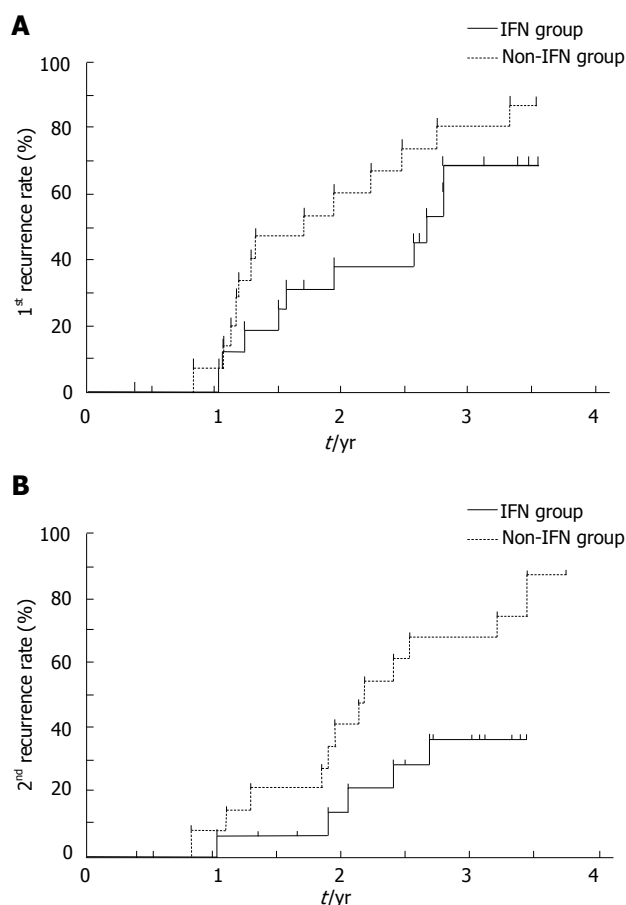 A
IFN group
Non-IFN group
100
80
60
40
20
0
1st recurrence rate (%)
0 1 2 3 4
t/yr
B
IFN group
Non-IFN group
100
80
60
40
20
0
2nd recurrence rate (%)
0 1 2 3 4
t/yr